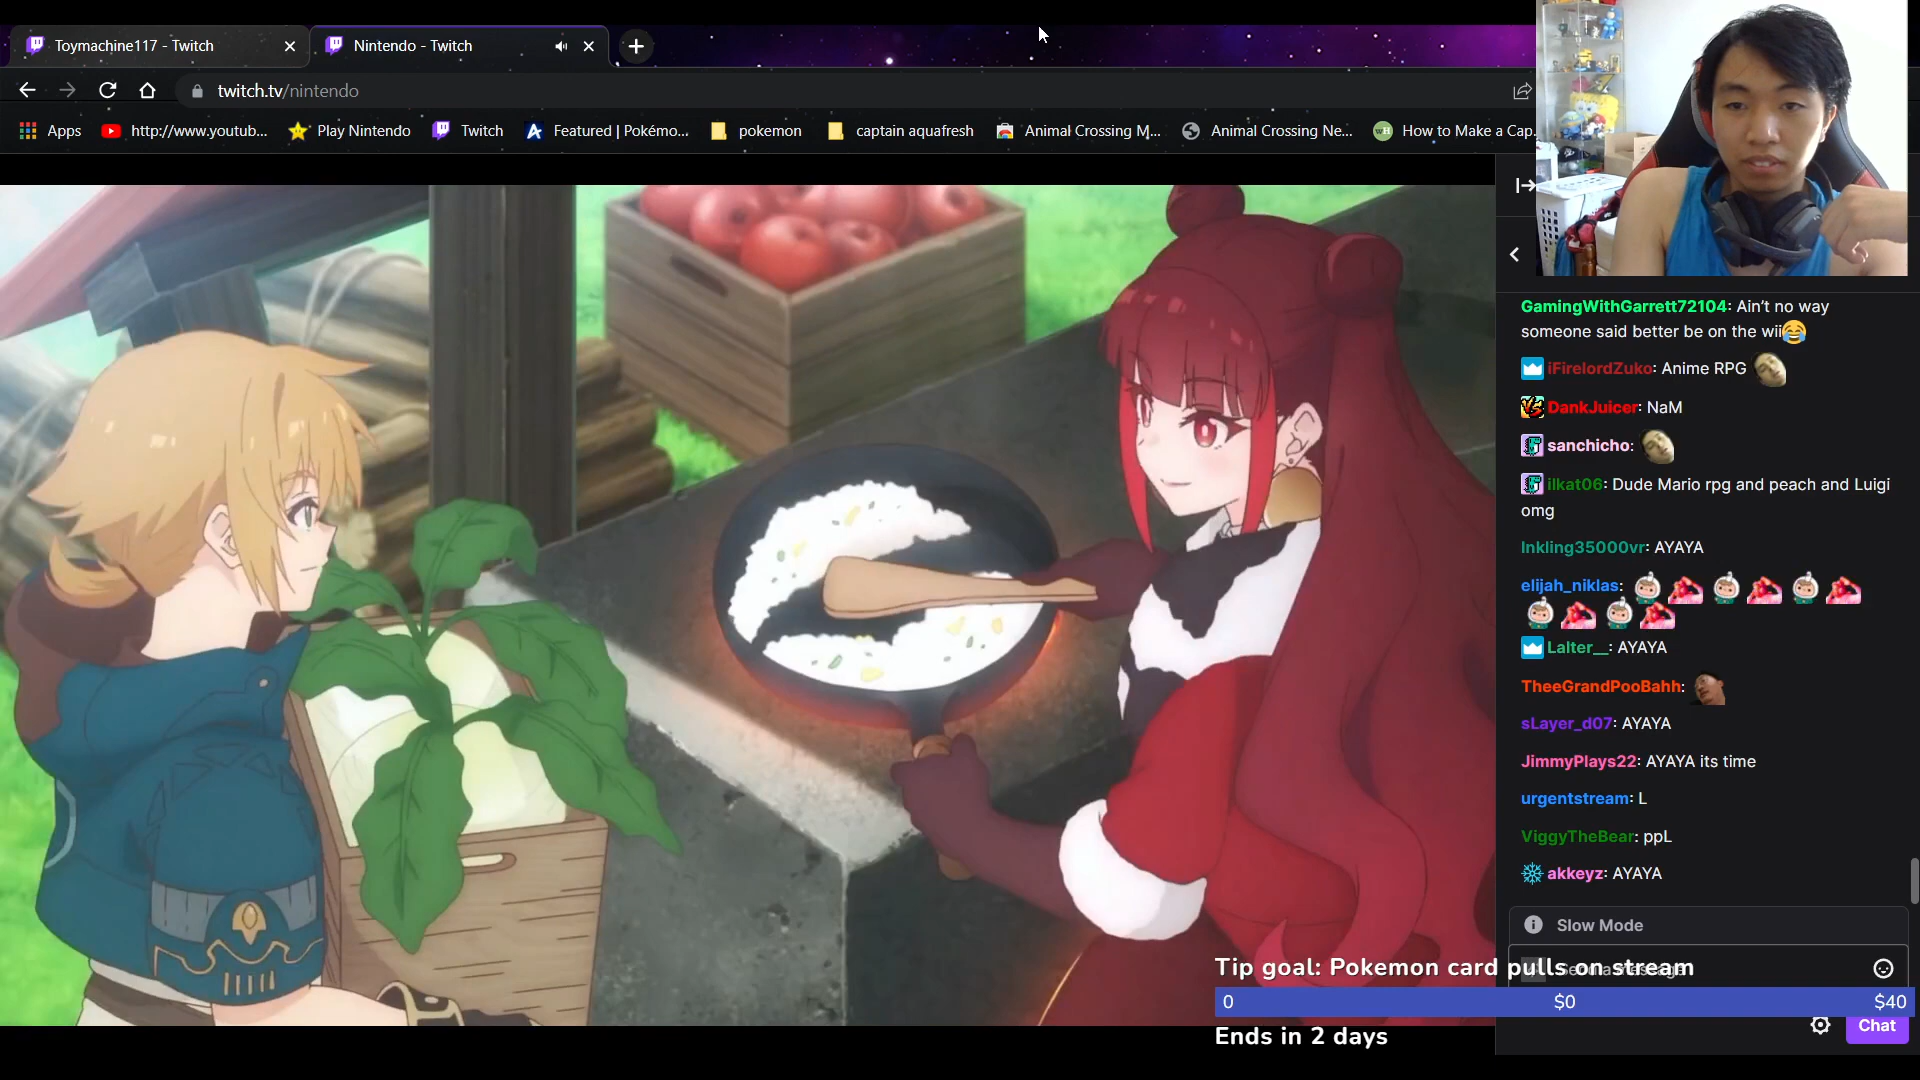 Toymachine117 - Twitch
Nintendo - Twitch
twitch.tv/nintendo
Apps
http://www.youtub...
Play Nintendo
Twitch
Featured | Pokémo...
pokemon
captain aquafresh
Animal Crossing M...
Animal Crossing Ne...
How to Make a Cap...
GamingWithGarrett72104: Ain't no way
someone said better be on the wii😂
iFirelordZuko: Anime RPG
DankJuicer: NaM
sanchicho:
ilkat06: Dude Mario rpg and peach and Luigi
omg
Inkling35000vr: AYAYA
elijah_niklas:
Lalter__: AYAYA
TheeGrandPooBahh:
sLayer_d07: AYAYA
JimmyPlays22: AYAYA its time
urgentstream: L
ViggyTheBear: ppL
akkeyz: AYAYA
Slow Mode
Tip goal: Pokemon card pulls on stream
0 $0 $40
Ends in 2 days
Chat